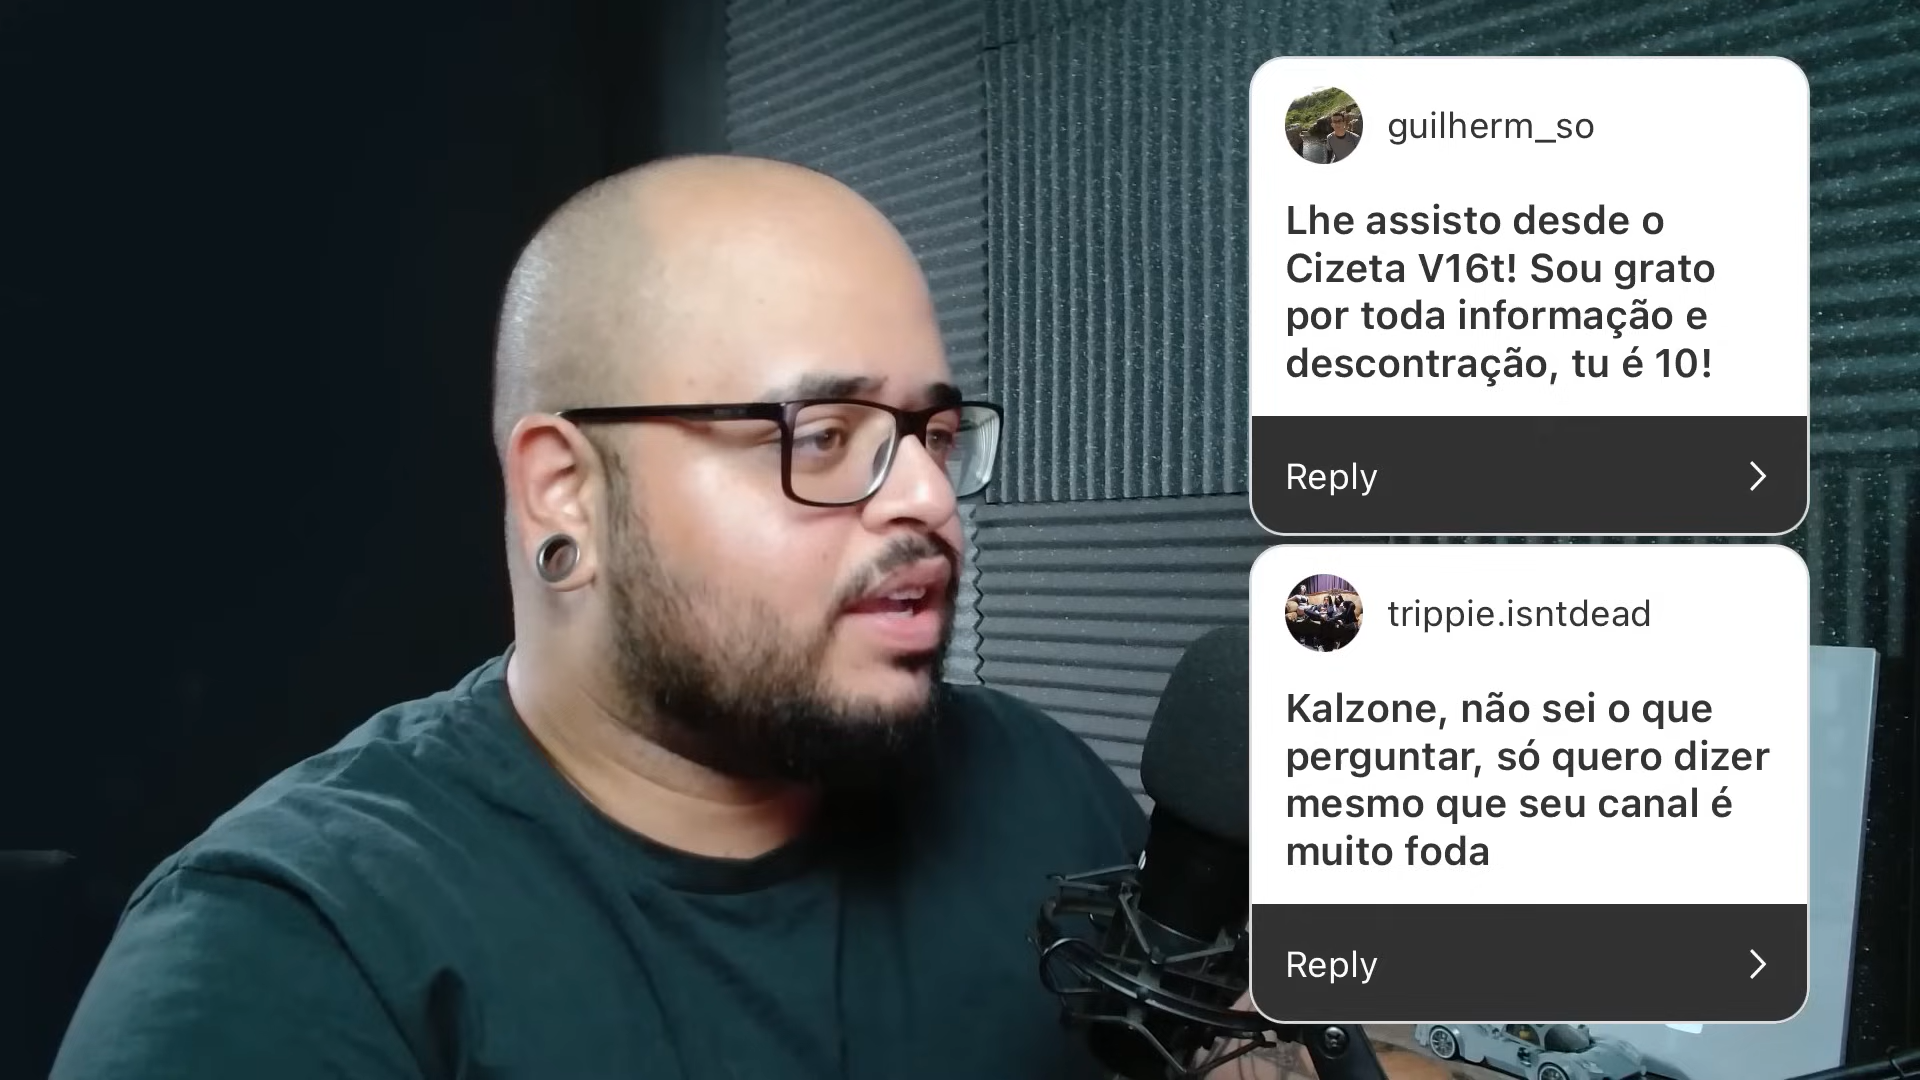 guilherm_so
Lhe assisto desde o
Cizeta V16t! Sou grato
por toda informação e
descontração, tu é 10!
Reply
trippie.isntdead
Kalzone, não sei o que
perguntar, só quero dizer
mesmo que seu canal é
muito foda
Reply